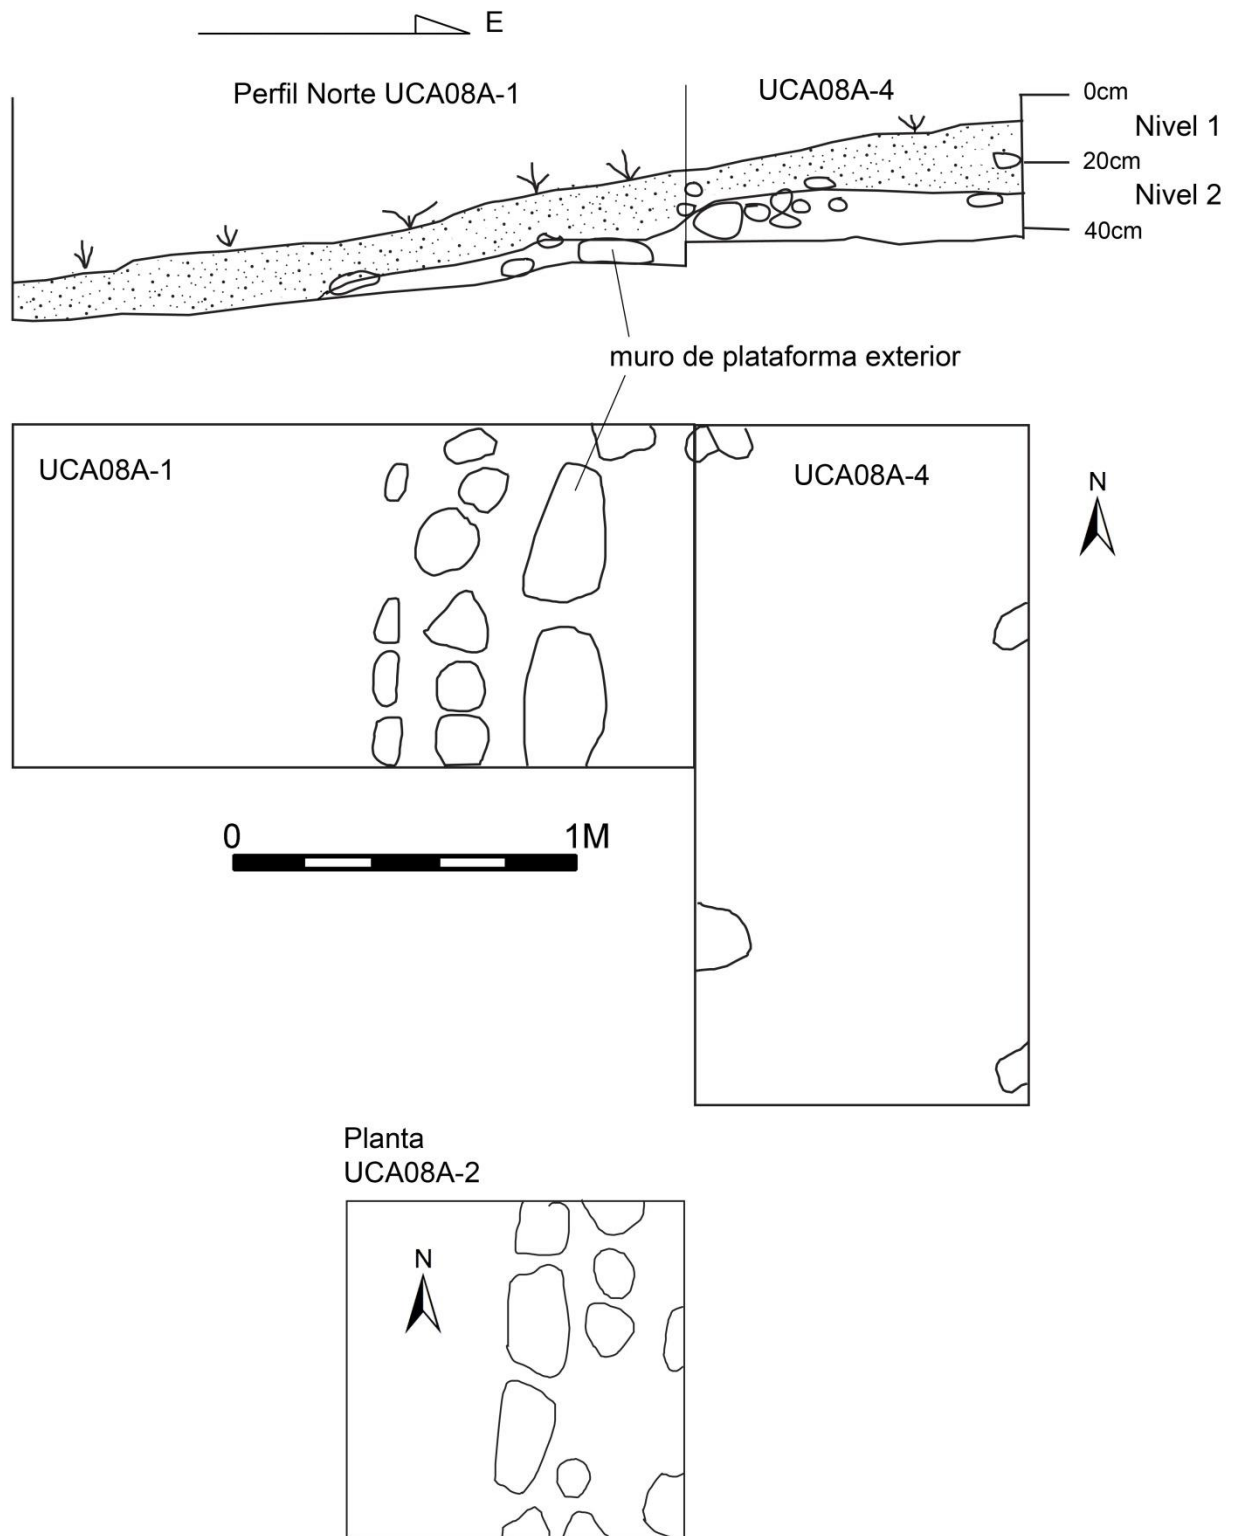 E
Perfil Norte UCA08A-1
UCA08A-4
0cm
Nivel 1
20cm
Nivel 2
40cm
muro de plataforma exterior
UCA08A-1
UCA08A-4
N
0
1M
Planta
UCA08A-2
N